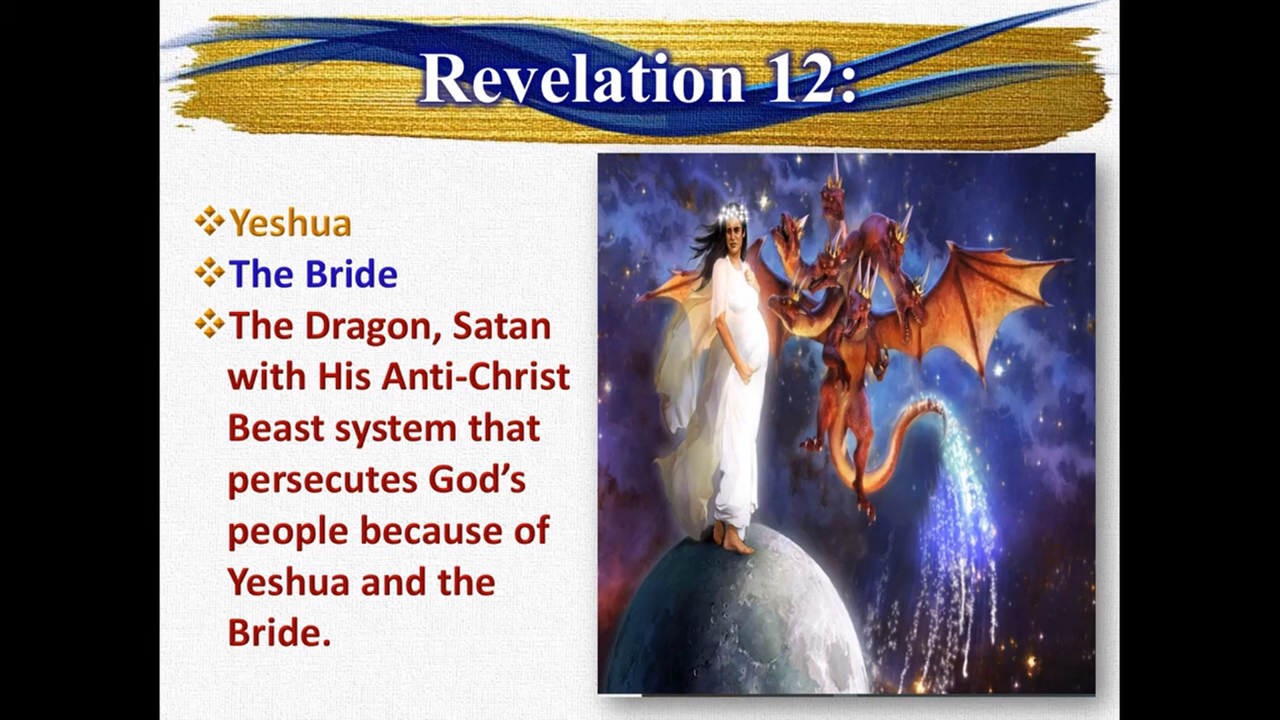 Revelation 12:
Yeshua
The Bride
The Dragon, Satan
with His Anti-Christ
Beast system that
persecutes God's
people because of
Yeshua and the
Bride.